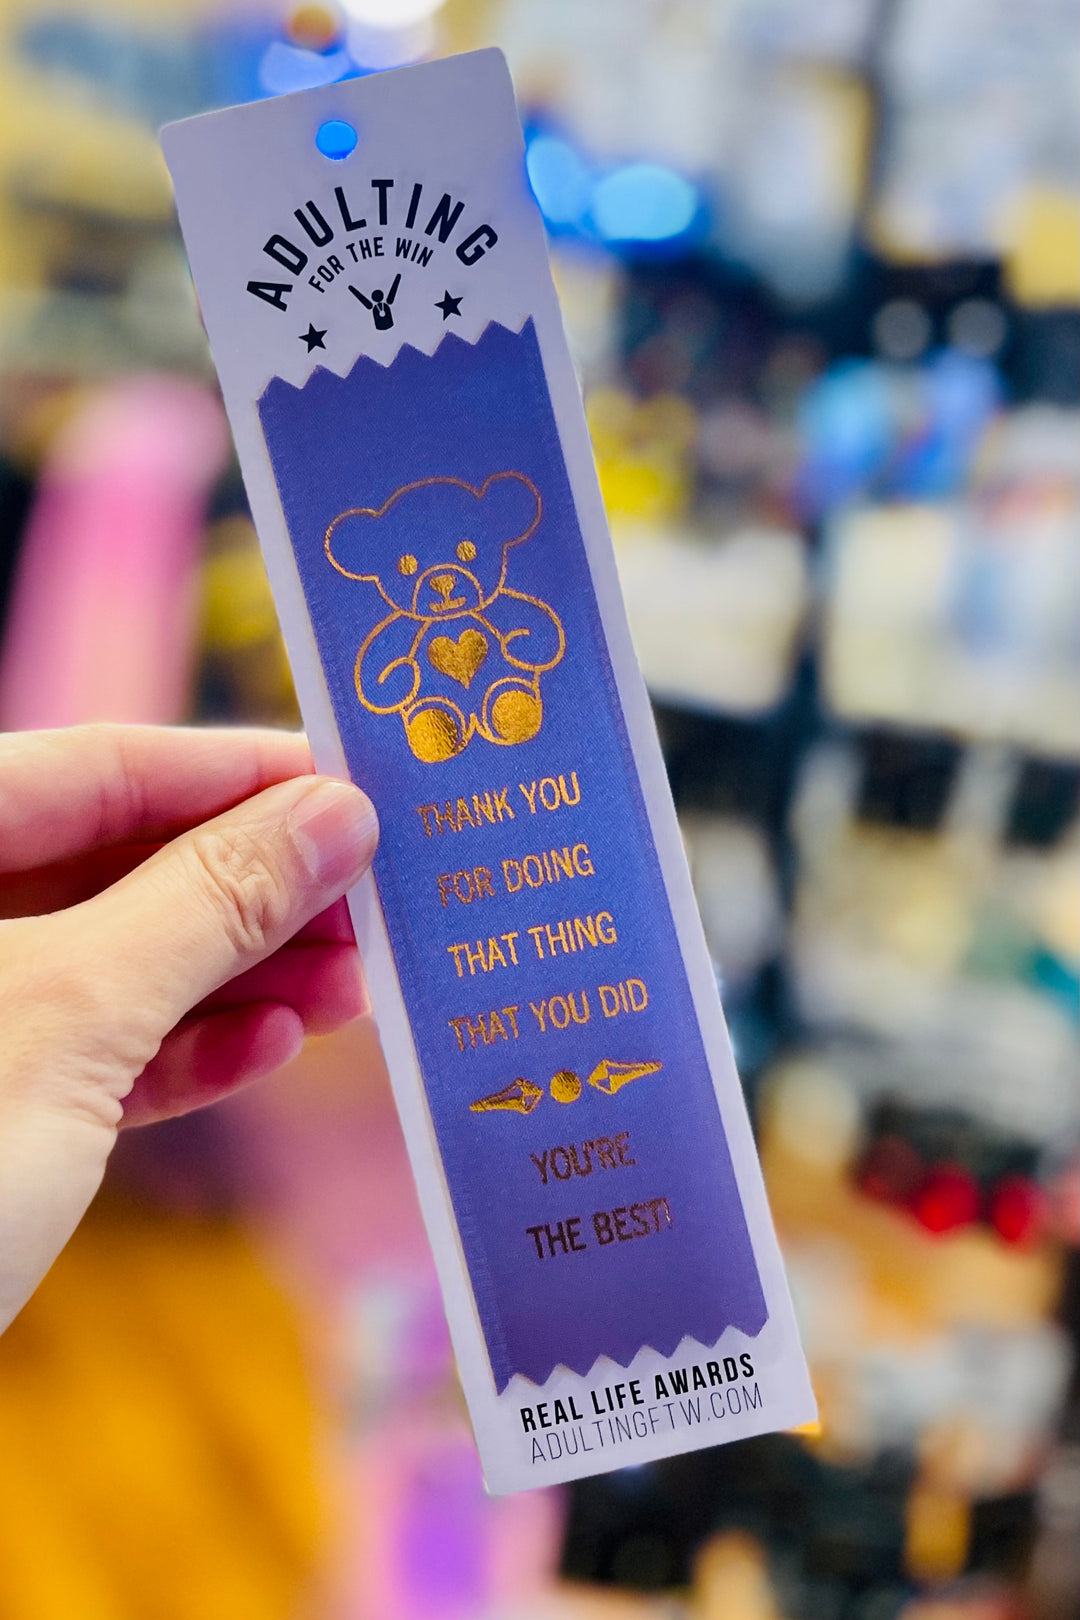 ADULTING
FOR THE WIN
THANK YOU
FOR DOING
THAT THING
THAT YOU DID
YOU'RE
THE BEST!
REAL LIFE AWARDS
ADULTINGFTW.COM